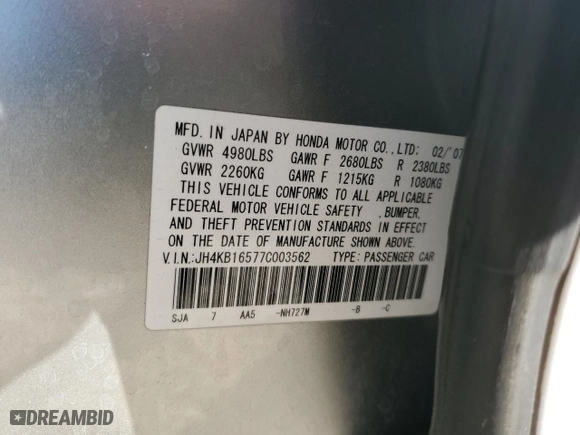 MFD. IN JAPAN BY HONDA MOTOR CO., LTD: 02/'07
GVWR 4980LBS GAWR F 2680LBS R 2380LBS
GVWR 2260KG GAWR F 1215KG R 1080KG
THIS VEHICLE CONFORMS TO ALL APPLICABLE
FEDERAL MOTOR VEHICLE SAFETY , BUMPER,
AND THEFT PREVENTION STANDARDS IN EFFECT
ON THE DATE OF MANUFACTURE SHOWN ABOVE.
V.I.N.:JH4KB16577C003562 TYPE: PASSENGER CAR
SJA 7 AA5 -NH727M -B -C
DREAMBID